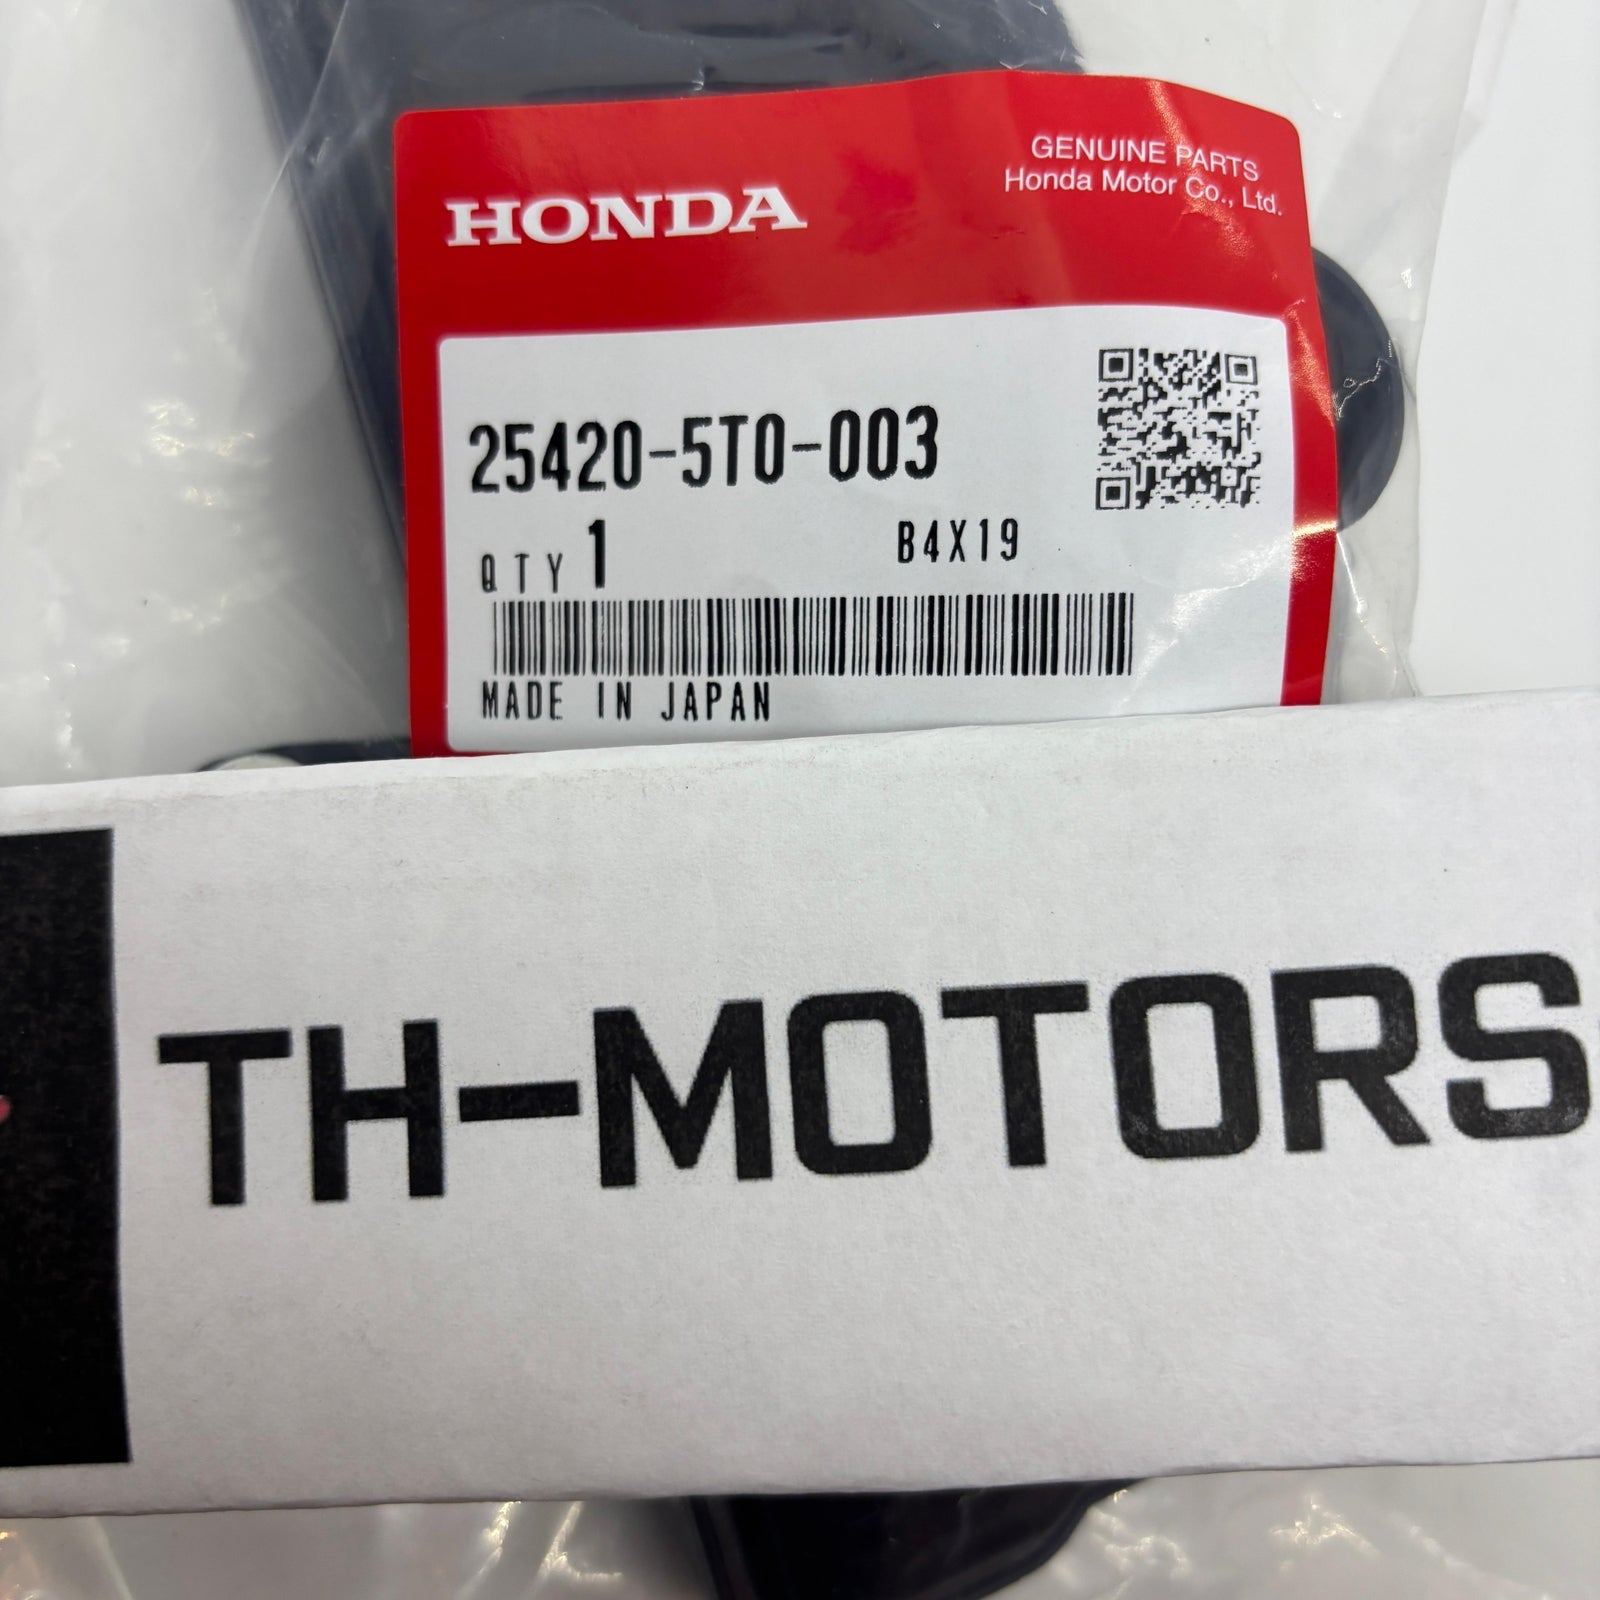 HONDA
GENUINE PARTS
Honda Motor Co., Ltd.
25420-5T0-003
QTY 1 B4X19
MADE IN JAPAN
TH-MOTORS